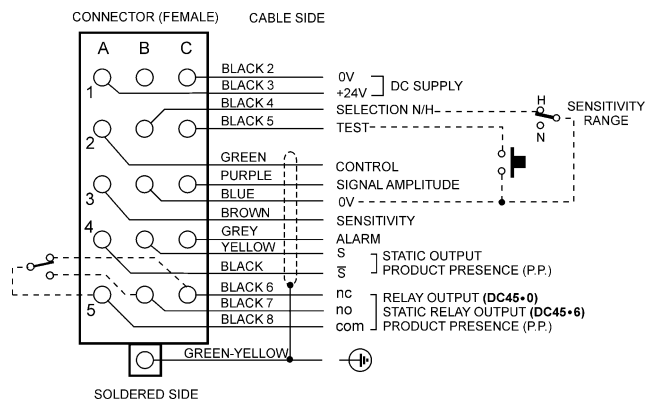 CONNECTOR (FEMALE) CABLE SIDE
A B C
1
BLACK 2 0V
BLACK 3 +24V DC SUPPLY
BLACK 4 SELECTION N/H H SENSITIVITY RANGE
BLACK 5 TEST N
2
GREEN CONTROL
PURPLE SIGNAL AMPLITUDE
3
BLUE 0V
BROWN SENSITIVITY
4
GREY ALARM
YELLOW S STATIC OUTPUT
BLACK S̅ PRODUCT PRESENCE (P.P.)
BLACK 6 nc RELAY OUTPUT (DC45•0)
5
BLACK 7 no STATIC RELAY OUTPUT (DC45•6)
BLACK 8 com PRODUCT PRESENCE (P.P.)
GREEN-YELLOW
SOLDERED SIDE